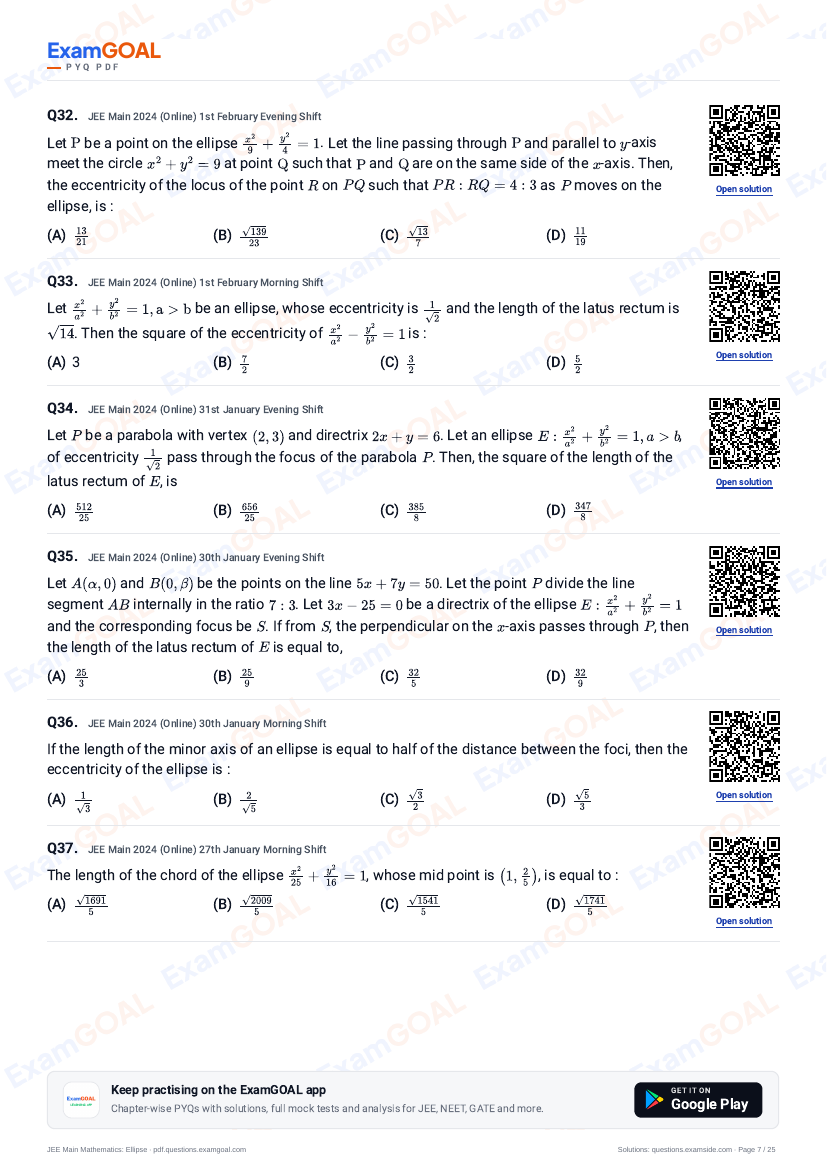 ExamGOAL
PYQ PDF
Q32. JEE Main 2024 (Online) 1st February Evening Shift
Let P be a point on the ellipse x²/9 + y²/4 = 1. Let the line passing through P and parallel to y-axis
meet the circle x² + y² = 9 at point Q such that P and Q are on the same side of the x-axis. Then,
the eccentricity of the locus of the point R on PQ such that PR : RQ = 4 : 3 as P moves on the
ellipse, is :
(A) 13/21 (B) √139/23 (C) √13/7 (D) 11/19
Open solution
Q33. JEE Main 2024 (Online) 1st February Morning Shift
Let x²/a² + y²/b² = 1, a > b be an ellipse, whose eccentricity is 1/√2 and the length of the latus rectum is
√14. Then the square of the eccentricity of x²/a² − y²/b² = 1 is :
(A) 3 (B) 7/2 (C) 3/2 (D) 5/2
Open solution
Q34. JEE Main 2024 (Online) 31st January Evening Shift
Let P be a parabola with vertex (2, 3) and directrix 2x + y = 6. Let an ellipse E : x²/a² + y²/b² = 1, a > b,
of eccentricity 1/√2 pass through the focus of the parabola P. Then, the square of the length of the
latus rectum of E, is
(A) 512/25 (B) 656/25 (C) 385/8 (D) 347/8
Open solution
Q35. JEE Main 2024 (Online) 30th January Evening Shift
Let A(α, 0) and B(0, β) be the points on the line 5x + 7y = 50. Let the point P divide the line
segment AB internally in the ratio 7 : 3. Let 3x − 25 = 0 be a directrix of the ellipse E : x²/a² + y²/b² = 1
and the corresponding focus be S. If from S, the perpendicular on the x-axis passes through P, then
the length of the latus rectum of E is equal to,
(A) 25/3 (B) 25/9 (C) 32/5 (D) 32/9
Open solution
Q36. JEE Main 2024 (Online) 30th January Morning Shift
If the length of the minor axis of an ellipse is equal to half of the distance between the foci, then the
eccentricity of the ellipse is :
(A) 1/√3 (B) 2/√5 (C) √3/2 (D) √5/3
Open solution
Q37. JEE Main 2024 (Online) 27th January Morning Shift
The length of the chord of the ellipse x²/25 + y²/16 = 1, whose mid point is (1, 2/5), is equal to :
(A) √1691/5 (B) √2009/5 (C) √1541/5 (D) √1741/5
Open solution
ExamGOAL
Keep practising on the ExamGOAL app
Chapter-wise PYQs with solutions, full mock tests and analysis for JEE, NEET, GATE and more.
GET IT ON
Google Play
JEE Main Mathematics: Ellipse · pdf.questions.examgoal.com
Solutions: questions.examside.com · Page 7 / 25